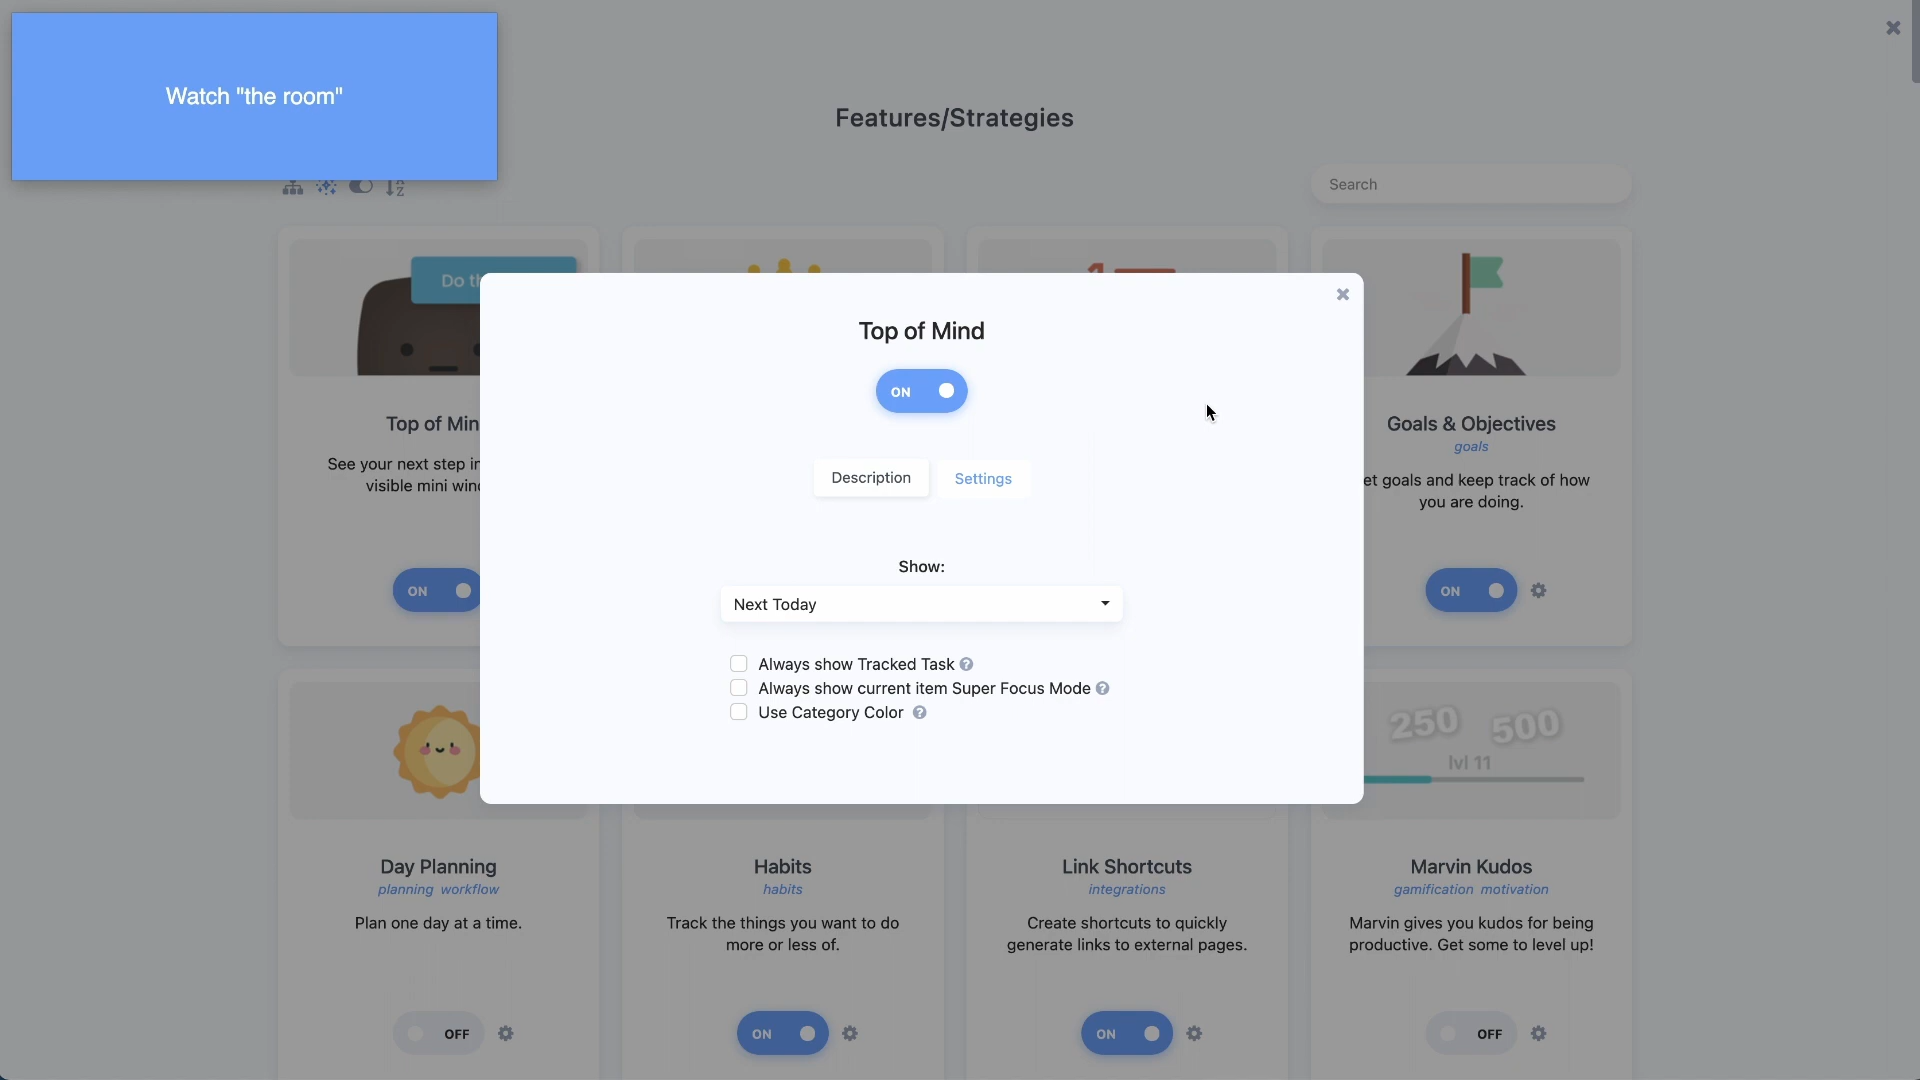 Watch "the room"
Features/Strategies
Search
Do th
Top of Min
See your next step in
visible mini wind
ON
Top of Mind
ON
Description
Settings
Show:
Next Today
Always show Tracked Task
Always show current item Super Focus Mode
Use Category Color
Goals & Objectives
goals
et goals and keep track of how
you are doing.
ON
Day Planning
planning workflow
Plan one day at a time.
OFF
Habits
habits
Track the things you want to do
more or less of.
ON
Link Shortcuts
integrations
Create shortcuts to quickly
generate links to external pages.
ON
250 500
lvl 11
Marvin Kudos
gamification motivation
Marvin gives you kudos for being
productive. Get some to level up!
OFF